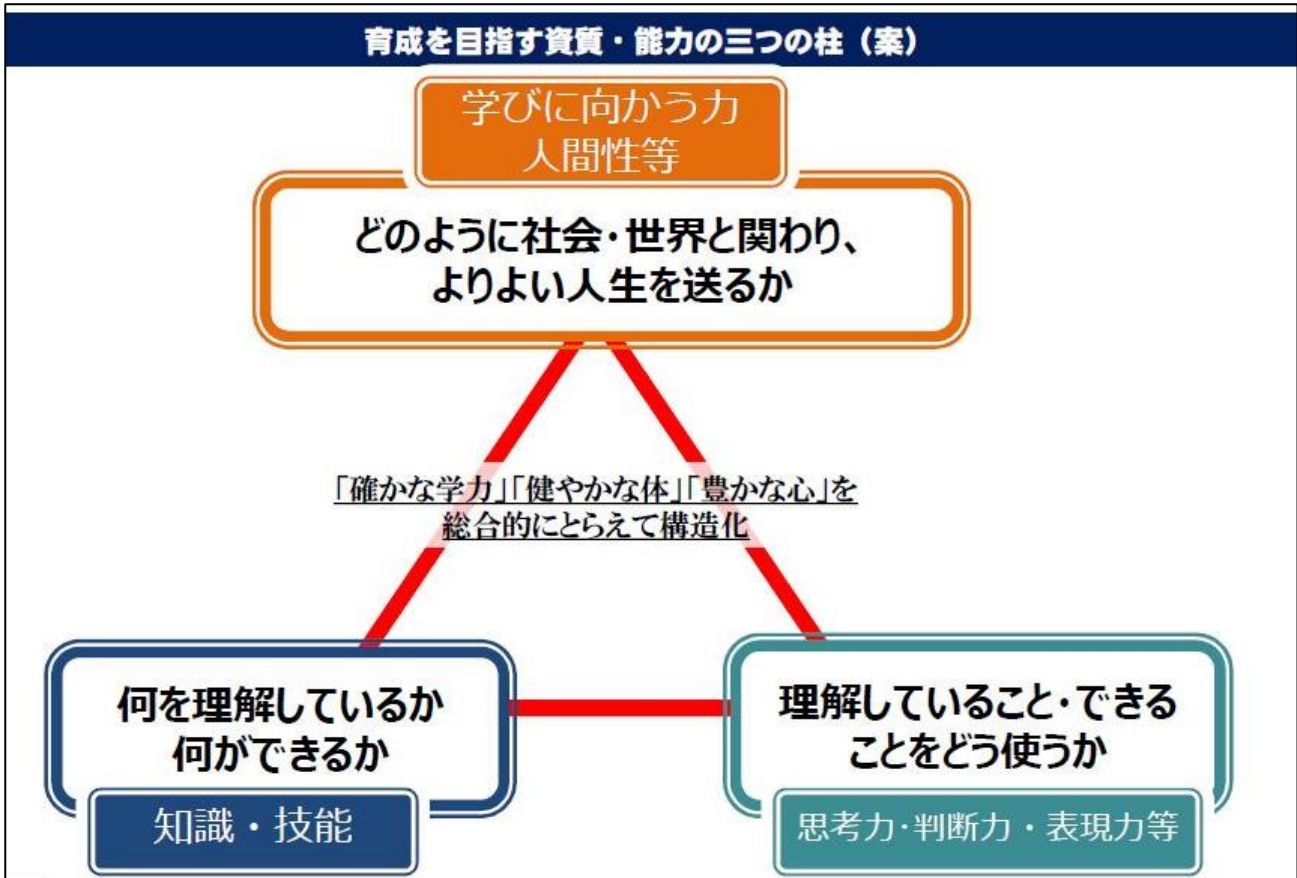 育成を目指す資質・能力の三つの柱（案）
学びに向かう力
人間性等
どのように社会・世界と関わり、
よりよい人生を送るか
「確かな学力」「健やかな体」「豊かな心」を
総合的にとらえて構造化
何を理解しているか
何ができるか
知識・技能
理解していること・できる
ことをどう使うか
思考力・判断力・表現力等